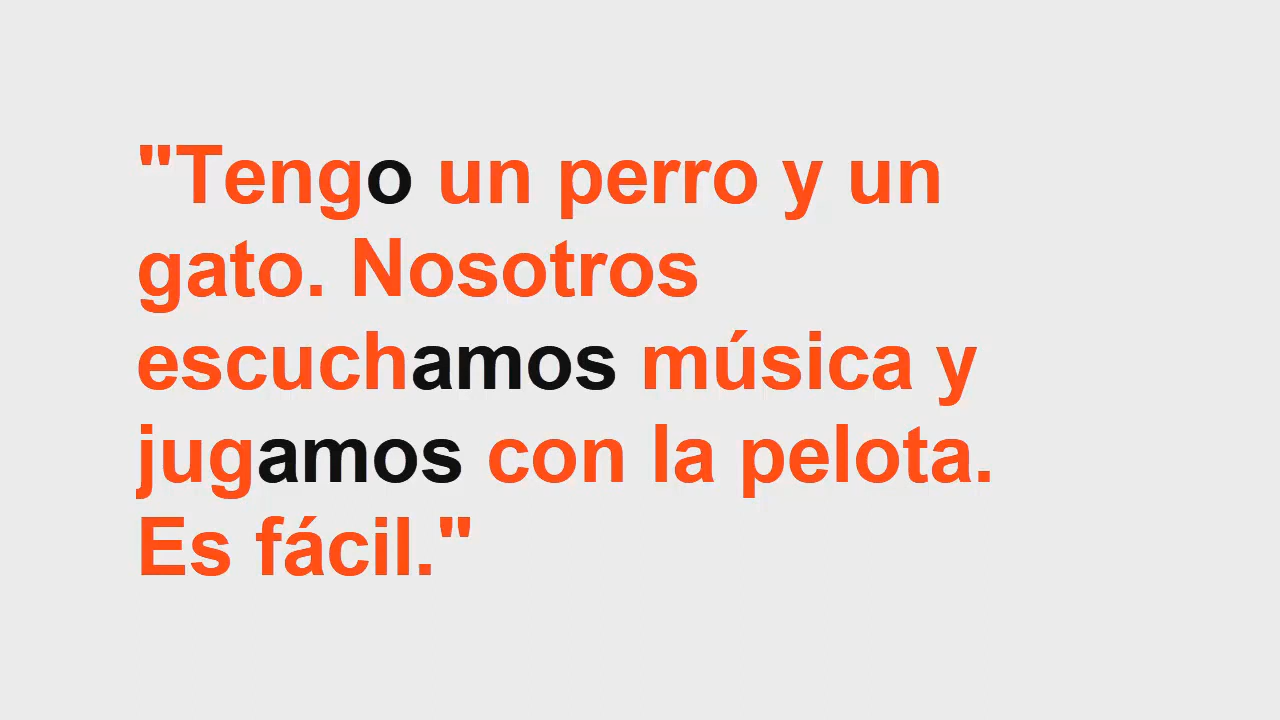 "Tengo un perro y un
gato. Nosotros
escuchamos música y
jugamos con la pelota.
Es fácil."